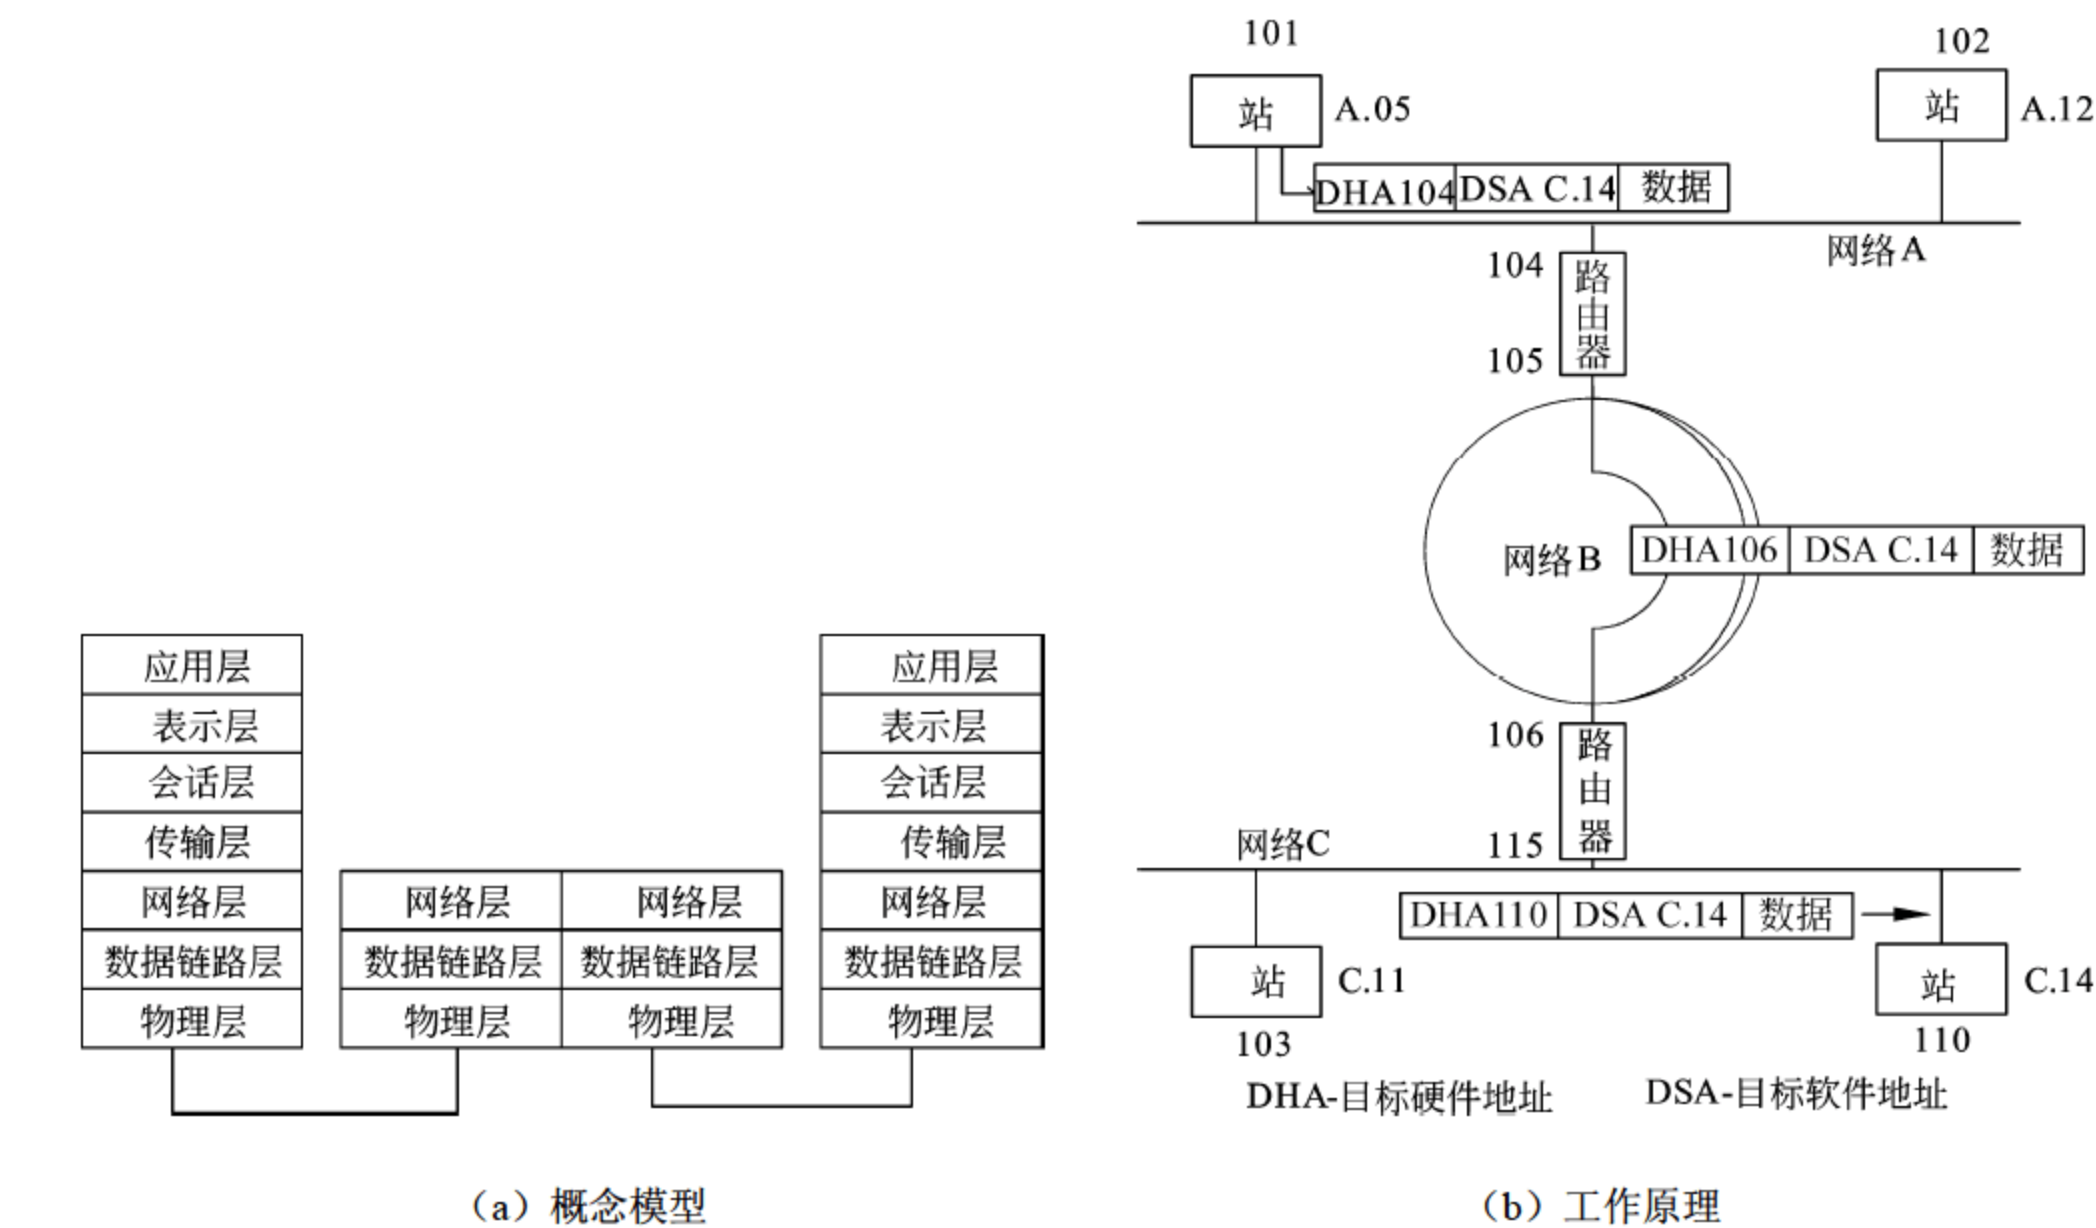 101
102
站
A.05
站
A.12
DHA104 DSA C.14 数据
网络A
104
路由器
105
网络B
DHA106 DSA C.14 数据
106
路由器
115
网络C
DHA110 DSA C.14 数据
站
C.11
站
C.14
103
110
DHA-目标硬件地址
DSA-目标软件地址
应用层
表示层
会话层
传输层
网络层
数据链路层
物理层
网络层 网络层
数据链路层 数据链路层
物理层 物理层
应用层
表示层
会话层
传输层
网络层
数据链路层
物理层
（a）概念模型
（b）工作原理